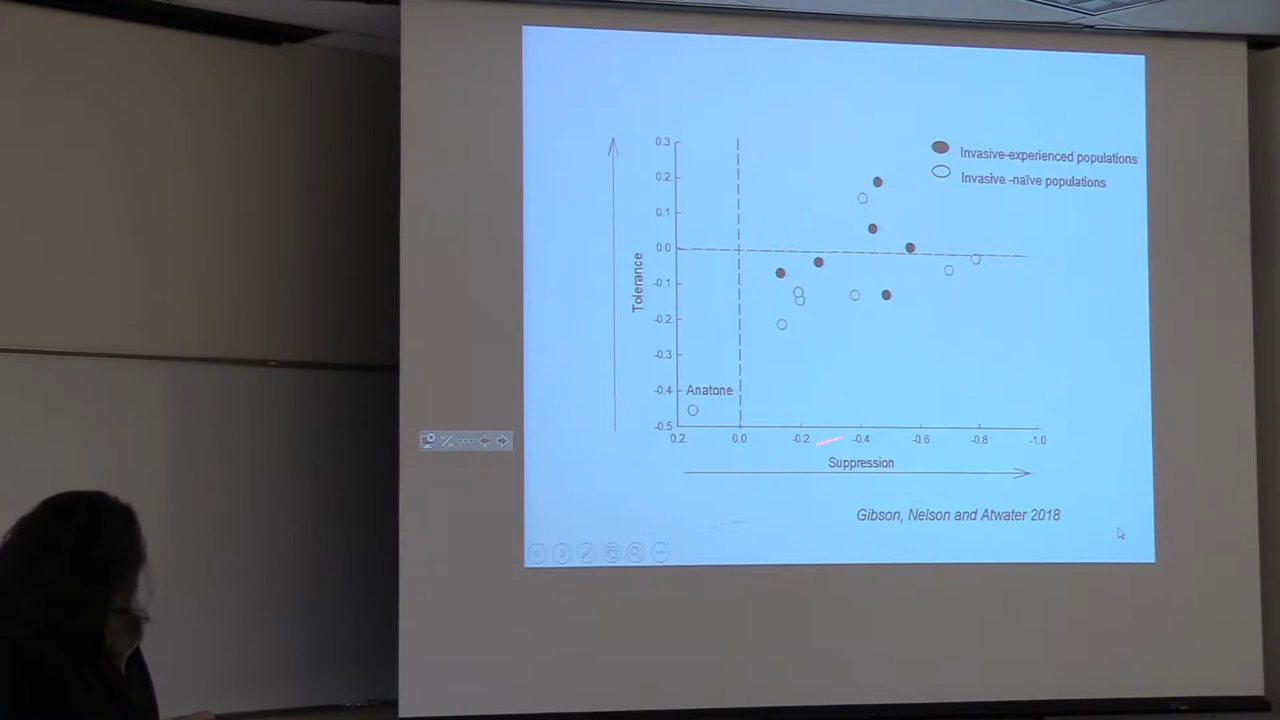 Invasive-experienced populations
Invasive -naïve populations
0.3
0.2
0.1
0.0
-0.1
-0.2
-0.3
-0.4
-0.5
Tolerance
Anatone
0.2 0.0 -0.2 -0.4 -0.6 -0.8 -1.0
Suppression
Gibson, Nelson and Atwater 2018